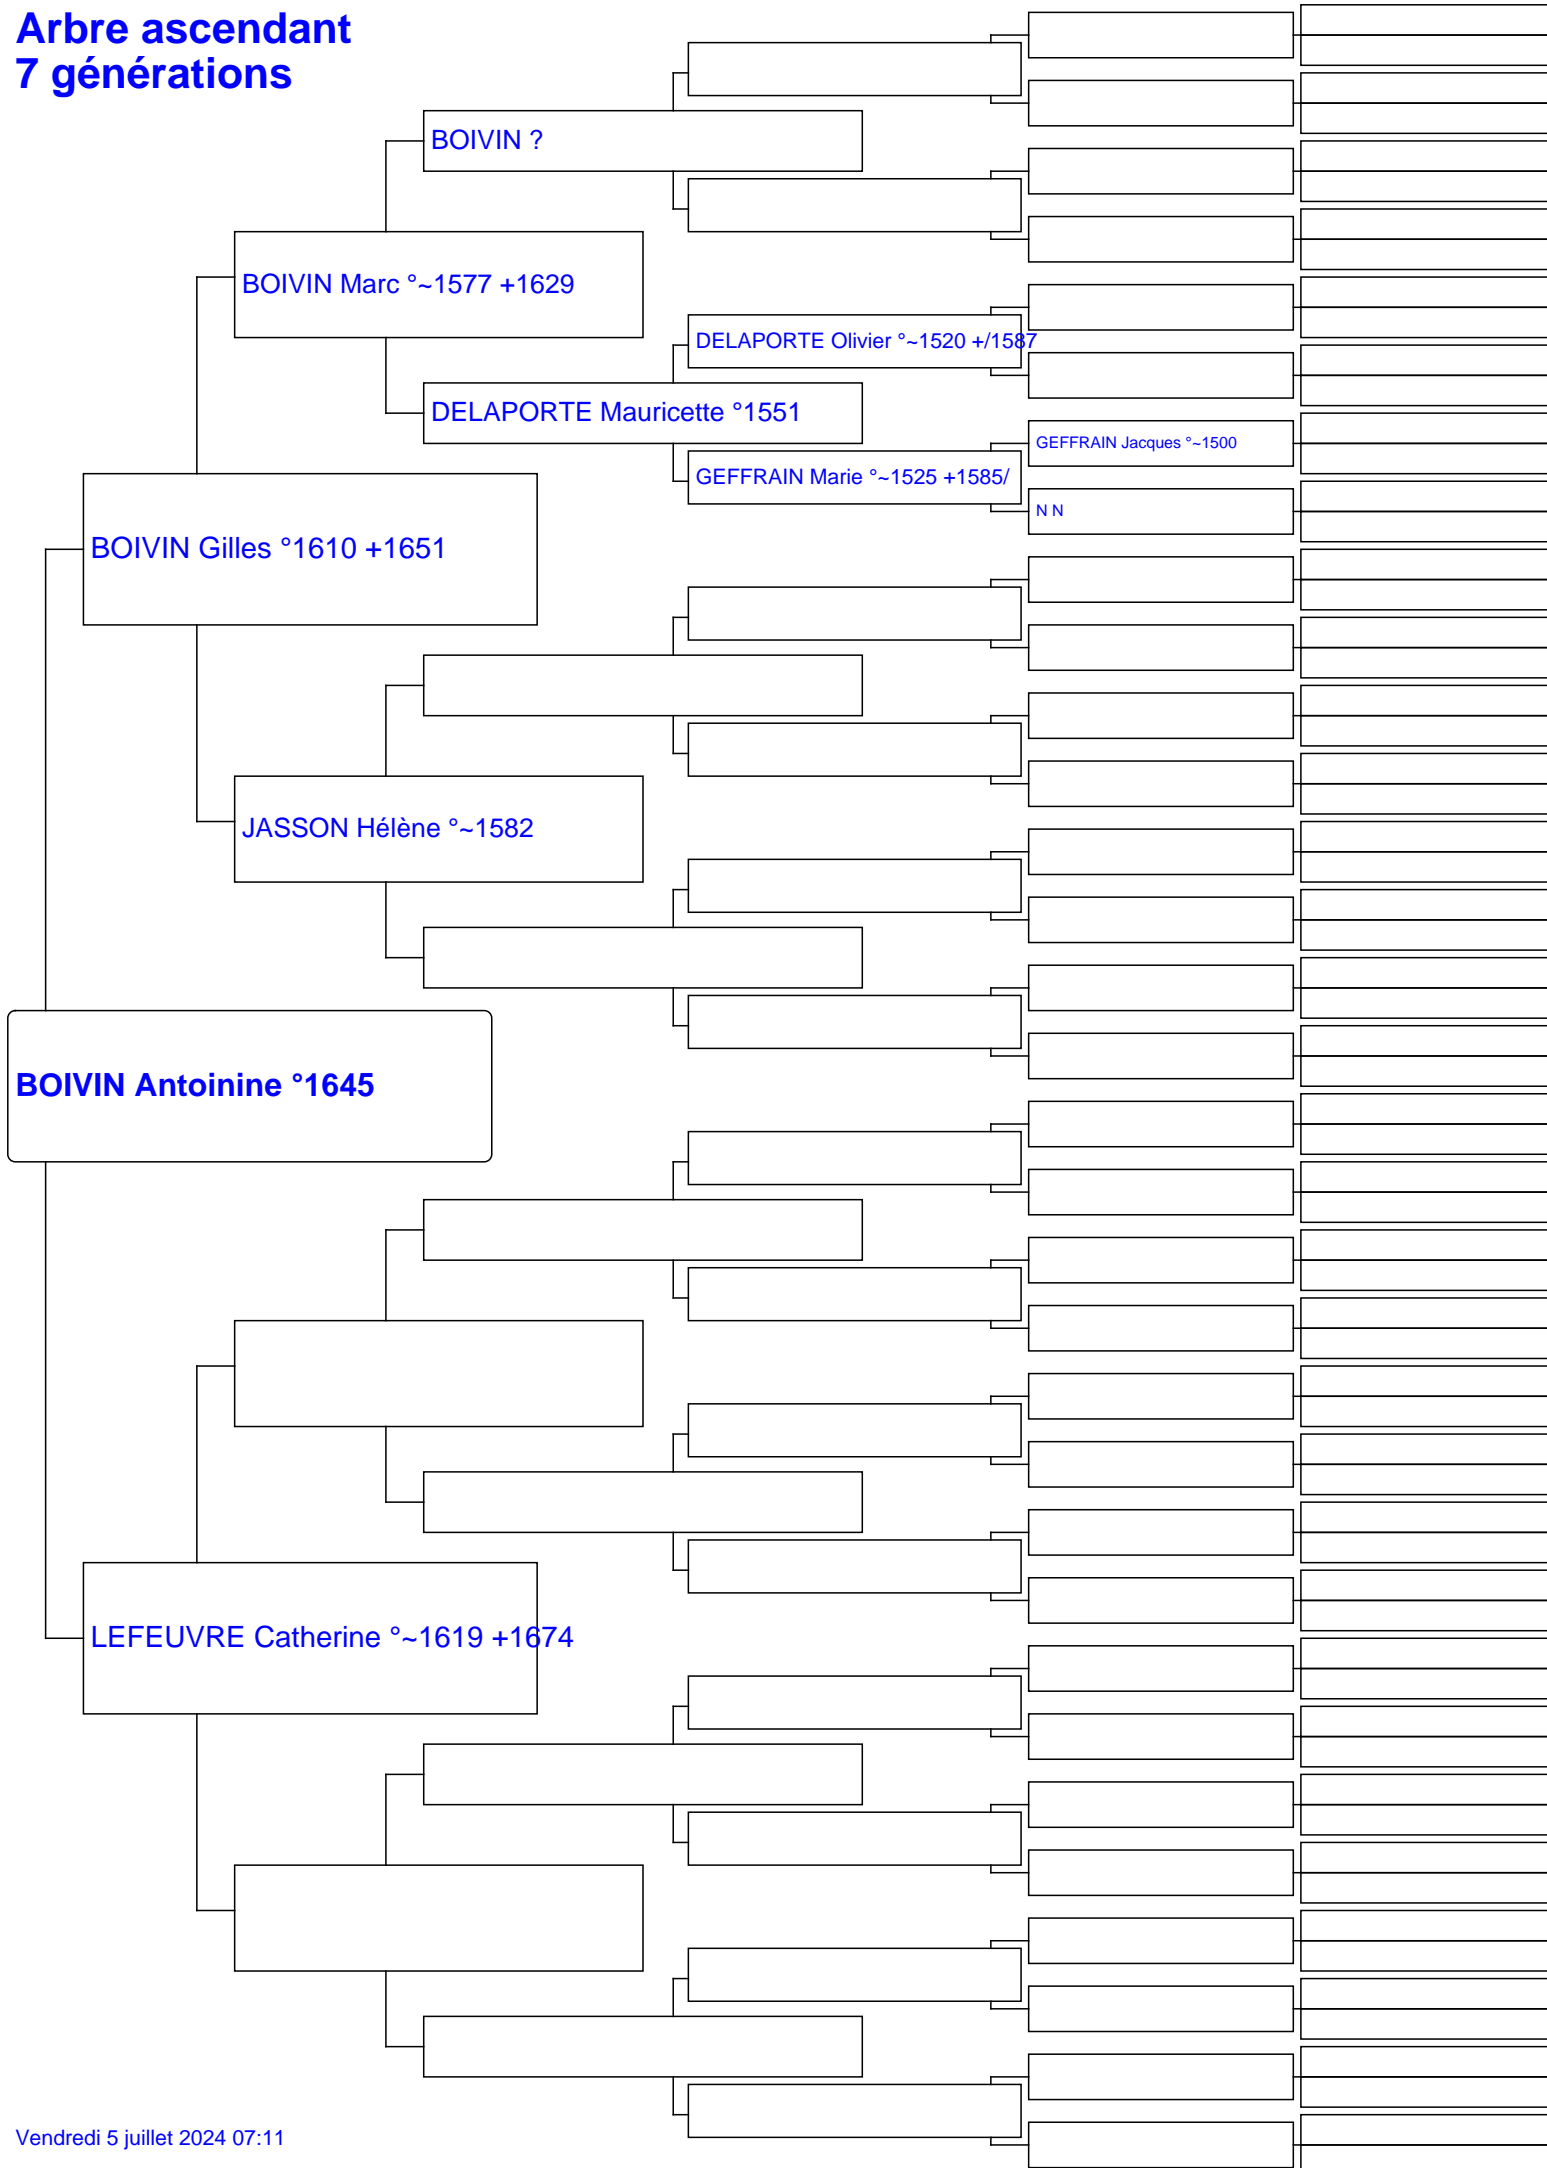 Arbre ascendant
7 générations
BOIVIN ?
BOIVIN Marc °~1577 +1629
DELAPORTE Olivier °~1520 +/1587
DELAPORTE Mauricette °1551
GEFFRAIN Jacques °~1500
GEFFRAIN Marie °~1525 +1585/
N N
BOIVIN Gilles °1610 +1651
JASSON Hélène °~1582
BOIVIN Antoinine °1645
LEFEUVRE Catherine °~1619 +1674
Vendredi 5 juillet 2024 07:11